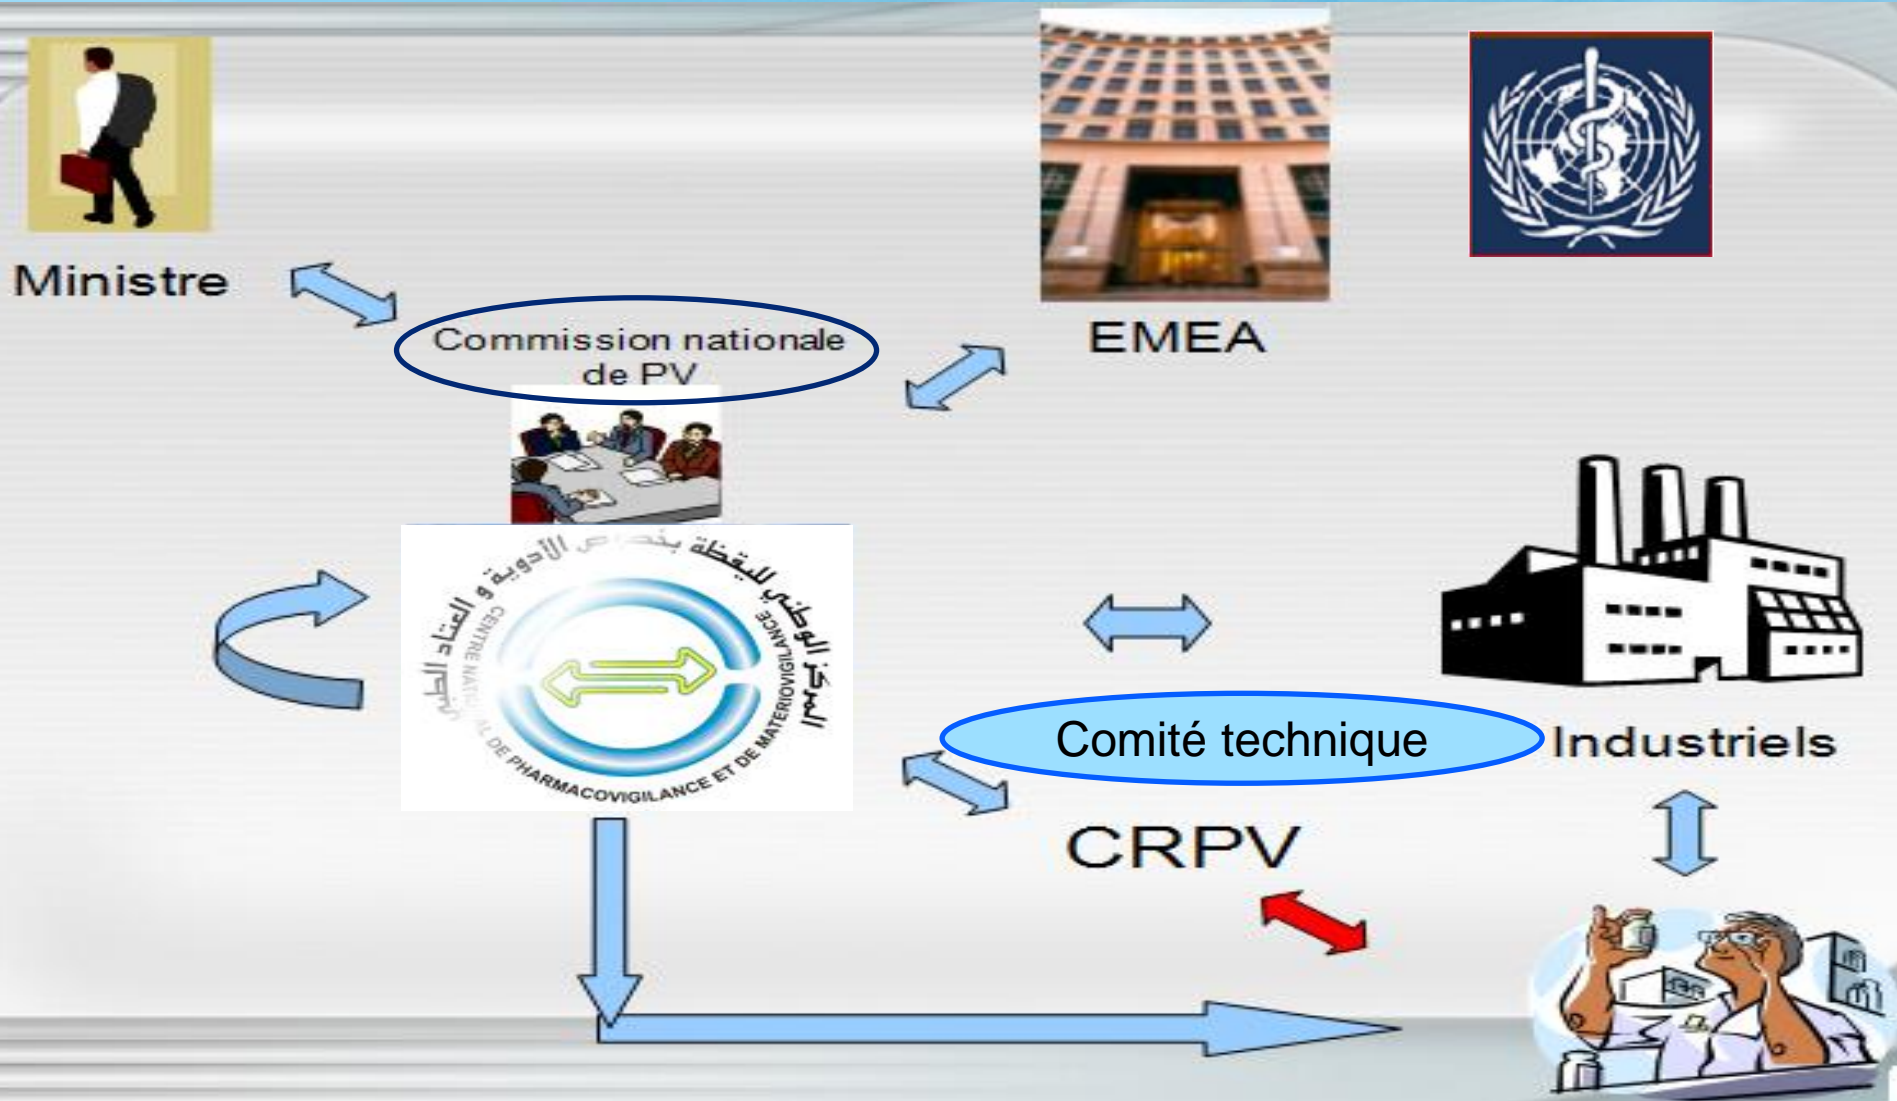 Ministre
Commission nationale
de PV
EMEA
المركز الوطني لليقظة بخصوص الأدوية و العتاد الطبي
CENTRE NATIONAL DE PHARMACOVIGILANCE ET DE MATERIOVIGILANCE
Comité technique
Industriels
CRPV